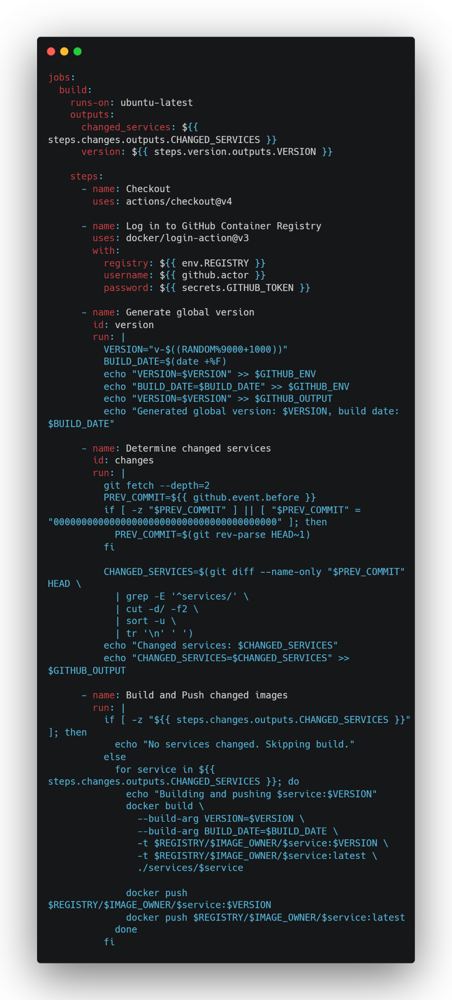 jobs:
  build:
    runs-on: ubuntu-latest
    outputs:
      changed_services: ${{
steps.changes.outputs.CHANGED_SERVICES }}
      version: ${{ steps.version.outputs.VERSION }}

    steps:
      - name: Checkout
        uses: actions/checkout@v4

      - name: Log in to GitHub Container Registry
        uses: docker/login-action@v3
        with:
          registry: ${{ env.REGISTRY }}
          username: ${{ github.actor }}
          password: ${{ secrets.GITHUB_TOKEN }}

      - name: Generate global version
        id: version
        run: |
          VERSION="v-$((RANDOM%9000+1000))"
          BUILD_DATE=$(date +%F)
          echo "VERSION=$VERSION" >> $GITHUB_ENV
          echo "BUILD_DATE=$BUILD_DATE" >> $GITHUB_ENV
          echo "VERSION=$VERSION" >> $GITHUB_OUTPUT
          echo "Generated global version: $VERSION, build date:
$BUILD_DATE"

      - name: Determine changed services
        id: changes
        run: |
          git fetch --depth=2
          PREV_COMMIT=${{ github.event.before }}
          if [ -z "$PREV_COMMIT" ] || [ "$PREV_COMMIT" =
"0000000000000000000000000000000000000000" ]; then
            PREV_COMMIT=$(git rev-parse HEAD~1)
          fi

          CHANGED_SERVICES=$(git diff --name-only "$PREV_COMMIT"
HEAD \
            | grep -E '^services/' \
            | cut -d/ -f2 \
            | sort -u \
            | tr '\n' ' ')
          echo "Changed services: $CHANGED_SERVICES"
          echo "CHANGED_SERVICES=$CHANGED_SERVICES" >>
$GITHUB_OUTPUT

      - name: Build and Push changed images
        run: |
          if [ -z "${{ steps.changes.outputs.CHANGED_SERVICES }}"
]; then
            echo "No services changed. Skipping build."
          else
            for service in ${{
steps.changes.outputs.CHANGED_SERVICES }}; do
              echo "Building and pushing $service:$VERSION"
              docker build \
                --build-arg VERSION=$VERSION \
                --build-arg BUILD_DATE=$BUILD_DATE \
                -t $REGISTRY/$IMAGE_OWNER/$service:$VERSION \
                -t $REGISTRY/$IMAGE_OWNER/$service:latest \
                ./services/$service

              docker push
$REGISTRY/$IMAGE_OWNER/$service:$VERSION
              docker push $REGISTRY/$IMAGE_OWNER/$service:latest
            done
          fi